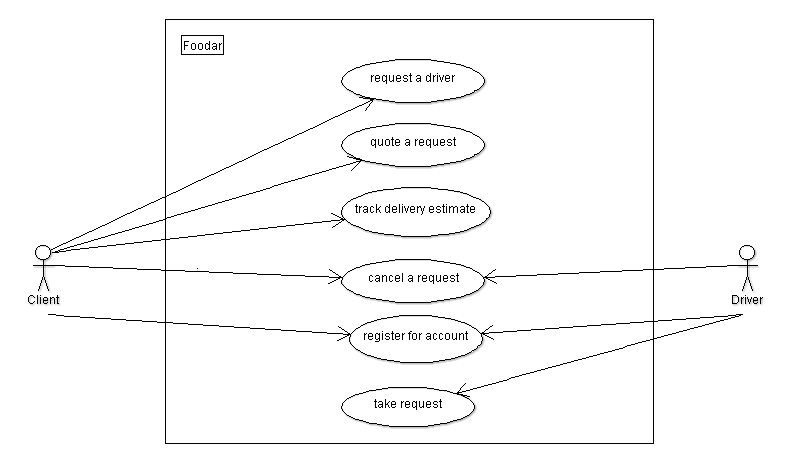 Foodar
request a driver
quote a request
track delivery estimate
cancel a request
Client
Driver
register for account
take request